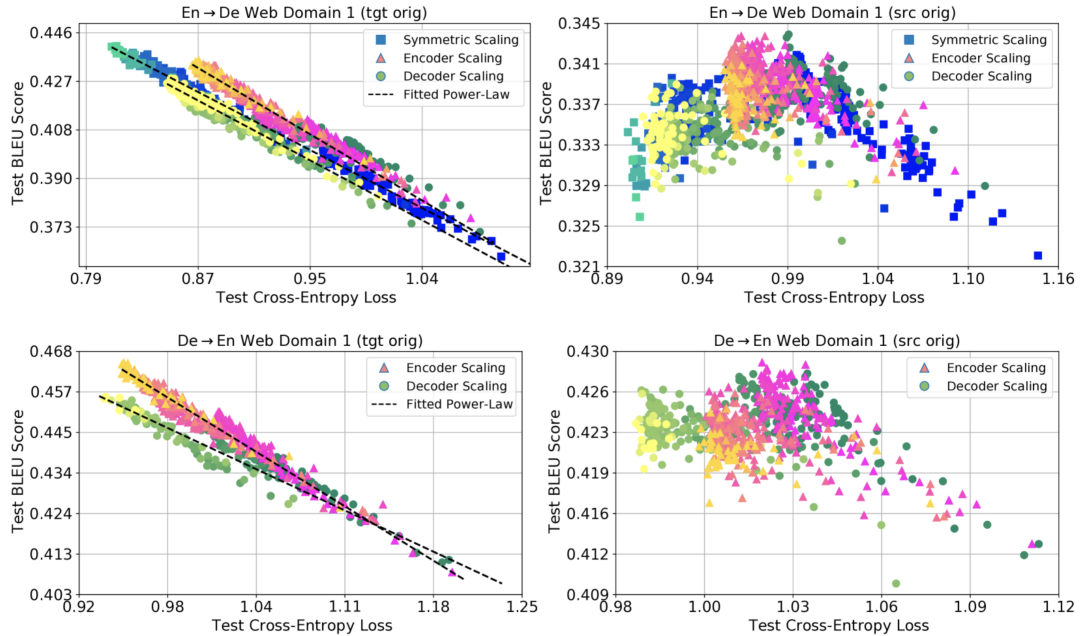 En→De Web Domain 1 (tgt orig)
0.446
0.427
0.408
0.390
0.373
Test BLEU Score
Symmetric Scaling
Encoder Scaling
Decoder Scaling
Fitted Power-Law
0.79 0.87 0.95 1.04
Test Cross-Entropy Loss
En→De Web Domain 1 (src orig)
0.345
0.341
0.337
0.333
0.329
0.325
0.321
Test BLEU Score
Symmetric Scaling
Encoder Scaling
Decoder Scaling
0.89 0.94 0.99 1.04 1.10 1.16
Test Cross-Entropy Loss
De→En Web Domain 1 (tgt orig)
0.468
0.457
0.445
0.434
0.424
0.413
0.403
Test BLEU Score
Encoder Scaling
Decoder Scaling
Fitted Power-Law
0.92 0.98 1.04 1.11 1.18 1.25
Test Cross-Entropy Loss
De→En Web Domain 1 (src orig)
0.430
0.426
0.423
0.419
0.416
0.412
0.409
Test BLEU Score
Encoder Scaling
Decoder Scaling
0.98 1.00 1.03 1.06 1.09 1.12
Test Cross-Entropy Loss